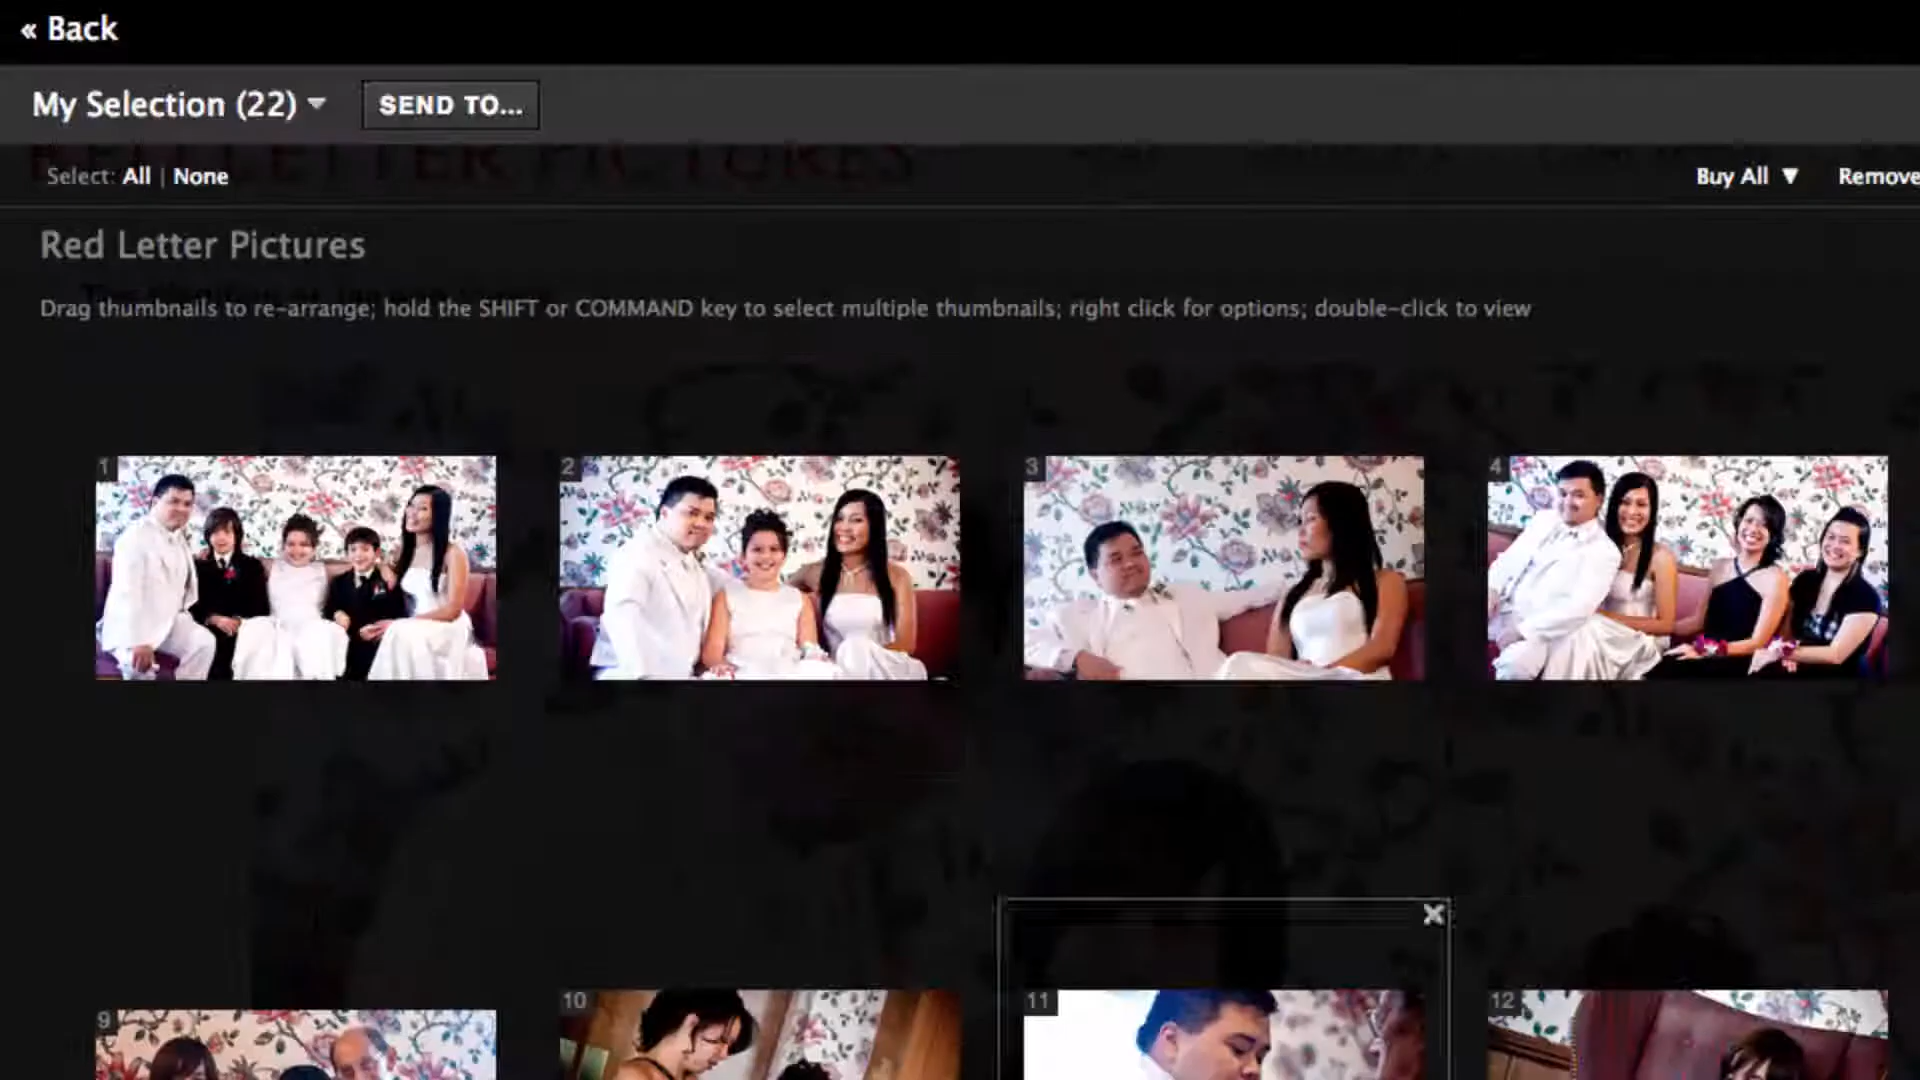 « Back
My Selection (22)
SEND TO...
Select: All | None
Buy All ▼
Remove
Red Letter Pictures
Drag thumbnails to re-arrange; hold the SHIFT or COMMAND key to select multiple thumbnails; right click for options; double-click to view
1
2
3
4
9
10
11
12